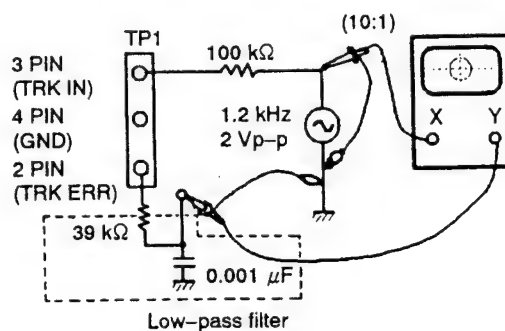 (10:1)
TP1
3 PIN
(TRK IN)
100 kΩ
4 PIN
(GND)
1.2 kHz
2 Vp-p
X
Y
2 PIN
(TRK ERR)
39 kΩ
0.001 μF
Low-pass filter